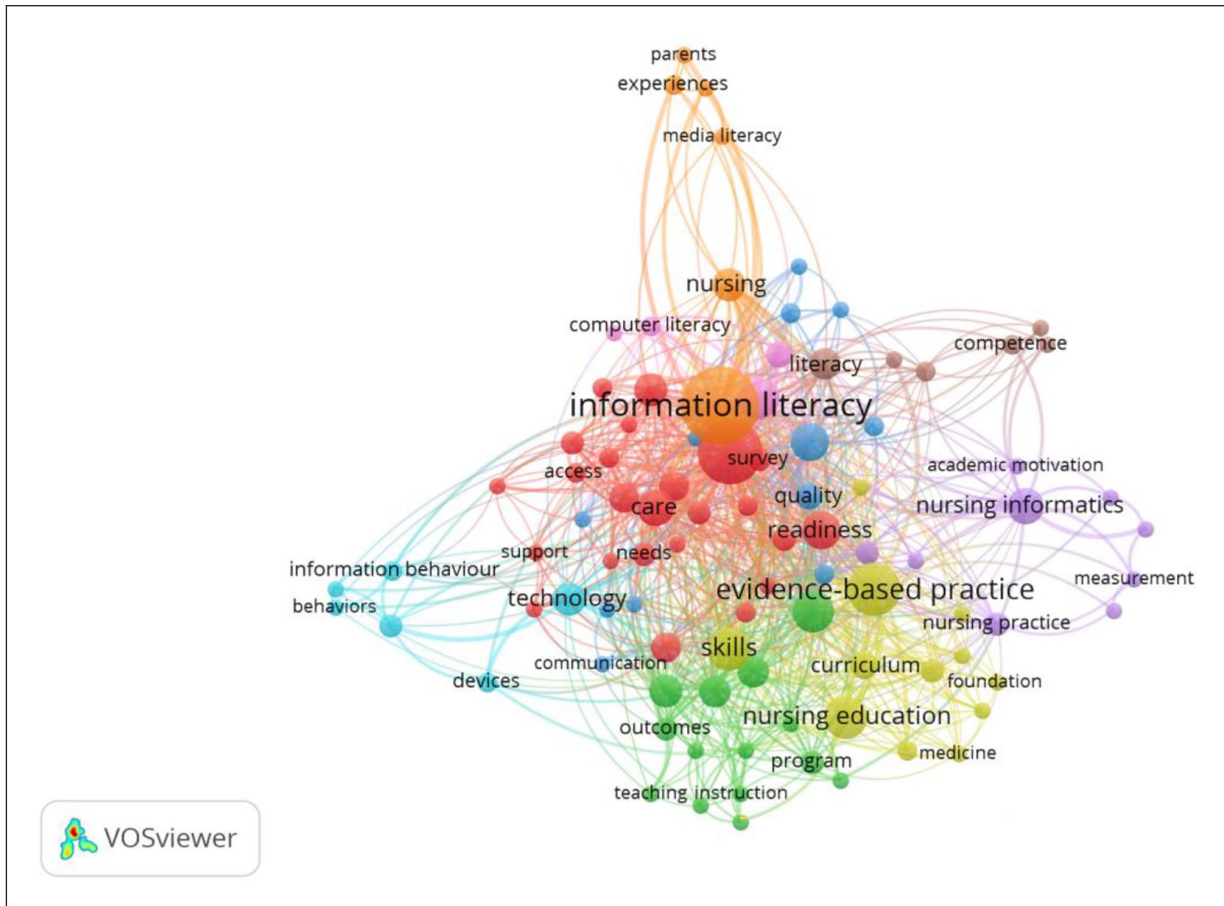 parents
experiences
media literacy
nursing
computer literacy
competence
literacy
information literacy
survey
academic motivation
access
quality
nursing informatics
care
readiness
support
needs
information behaviour
measurement
evidence-based practice
technology
behaviors
nursing practice
skills
communication
curriculum
devices
foundation
nursing education
outcomes
medicine
program
teaching
instruction
VOSviewer